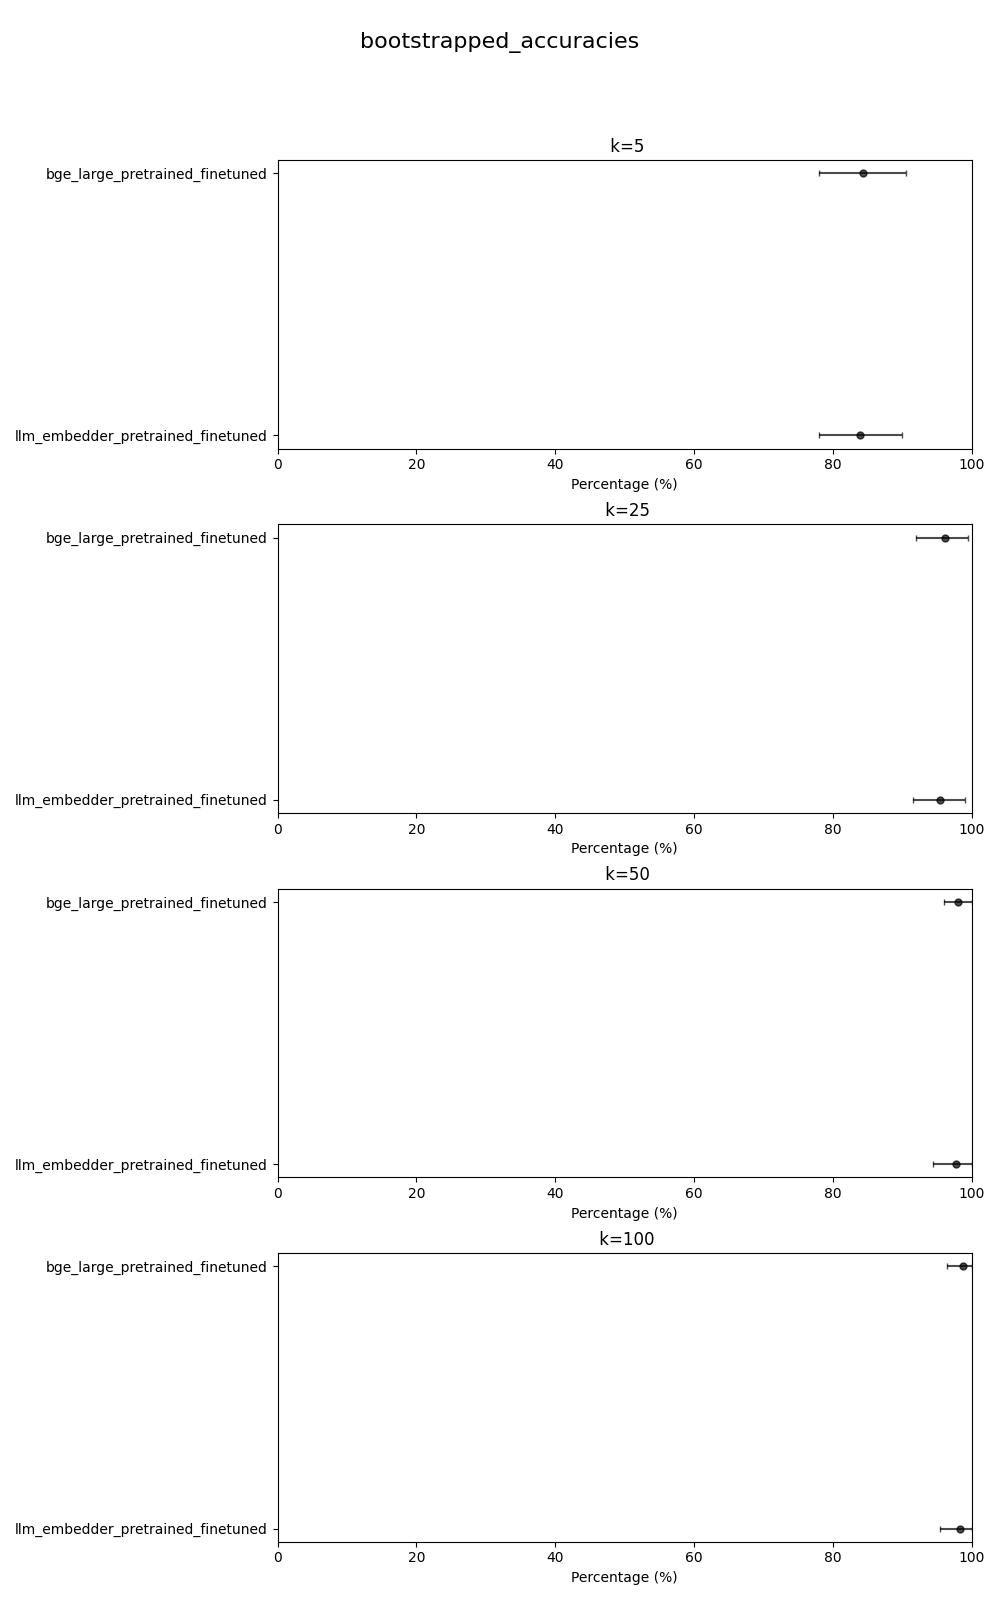 bootstrapped_accuracies
k=5
bge_large_pretrained_finetuned
llm_embedder_pretrained_finetuned
0 20 40 60 80 100
Percentage (%)
k=25
bge_large_pretrained_finetuned
llm_embedder_pretrained_finetuned
0 20 40 60 80 100
Percentage (%)
k=50
bge_large_pretrained_finetuned
llm_embedder_pretrained_finetuned
0 20 40 60 80 100
Percentage (%)
k=100
bge_large_pretrained_finetuned
llm_embedder_pretrained_finetuned
0 20 40 60 80 100
Percentage (%)